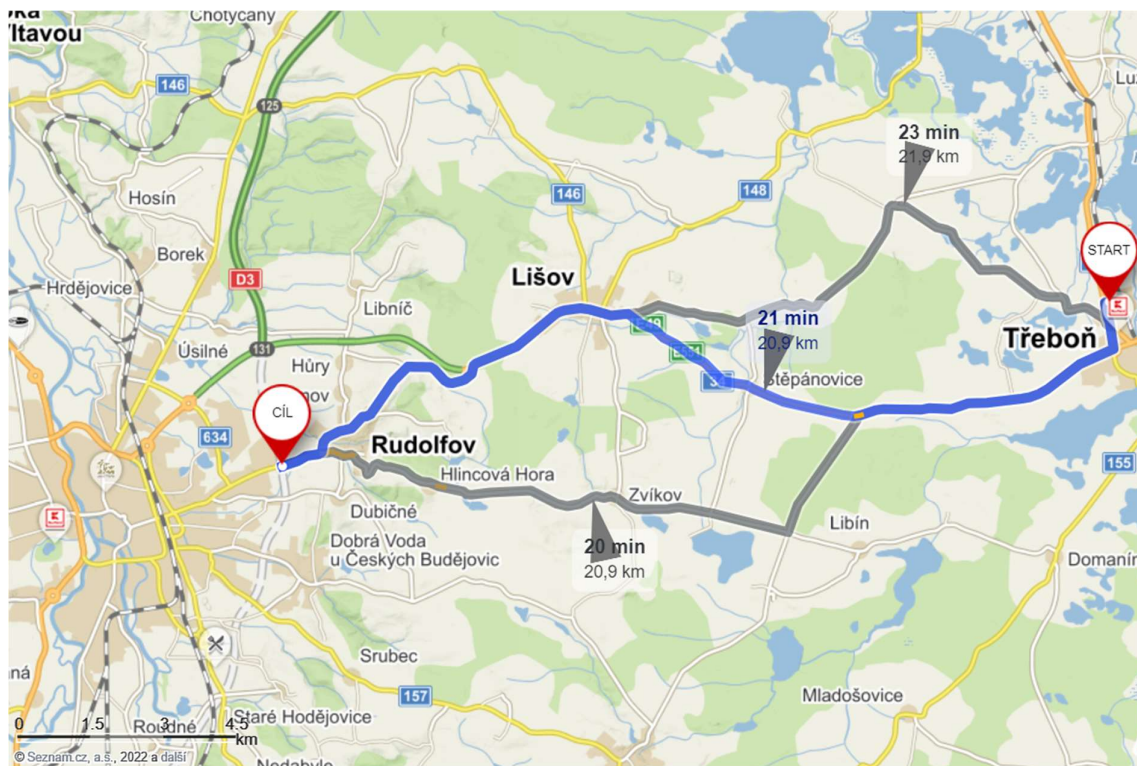 Chotýčany
Vltavou
146
125
Hosín
Borek
D3
Hrdějovice
Libníč
131
Úsilné
Hůry
634
CÍL
Rudolfov
146
148
23 min
21,9 km
Lišov
START
Třeboň
21 min
20,9 km
Štěpánovice
155
Hlincová Hora
Zvíkov
Dubičné
Libín
Dobrá Voda
u Českých Budějovic
20 min
20,9 km
Srubec
157
Mladošovice
Staré Hodějovice
Roudné
0 1.5 3 4.5
km
© Seznam.cz, a.s., 2022 a další